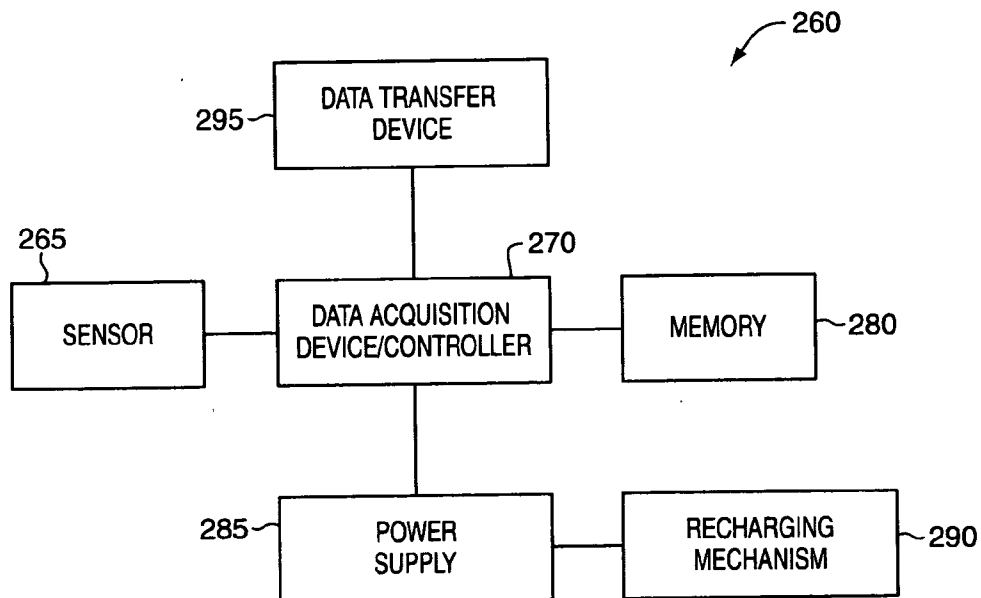 260
DATA TRANSFER
DEVICE
295
265
270
SENSOR
DATA ACQUISITION
DEVICE/CONTROLLER
MEMORY
280
285
POWER
SUPPLY
RECHARGING
MECHANISM
290